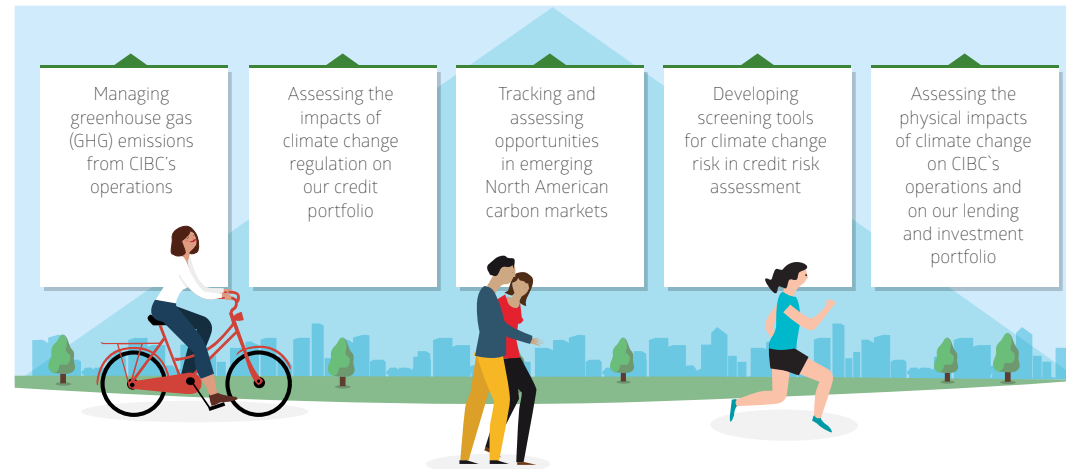 Managing
greenhouse gas
(GHG) emissions
from CIBC's
operations
Assessing the
impacts of
climate change
regulation on
our credit
portfolio
Tracking and
assessing
opportunities
in emerging
North American
carbon markets
Developing
screening tools
for climate change
risk in credit risk
assessment
Assessing the
physical impacts
of climate change
on CIBC`s
operations and
on our lending
and investment
portfolio